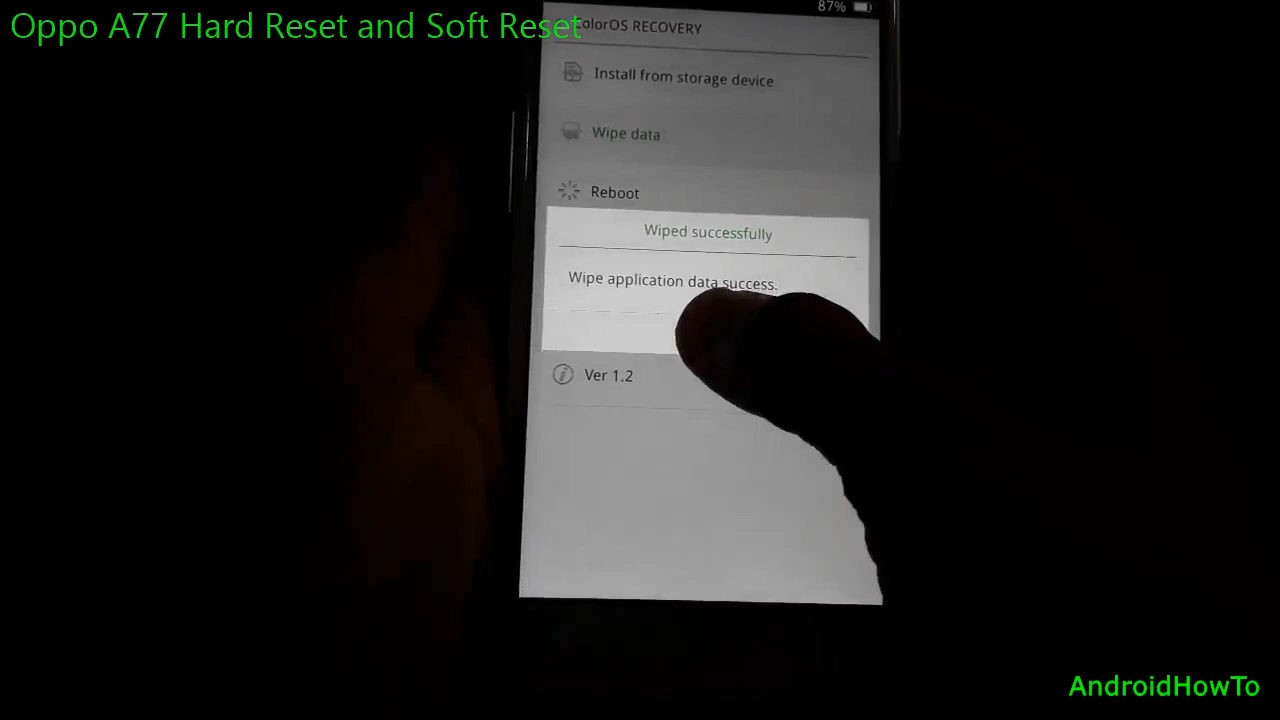 Oppo A77 Hard Reset and Soft Reset
87%
ColorOS RECOVERY
Install from storage device
Wipe data
Reboot
Wiped successfully
Wipe application data success.
Ver 1.2
AndroidHowTo